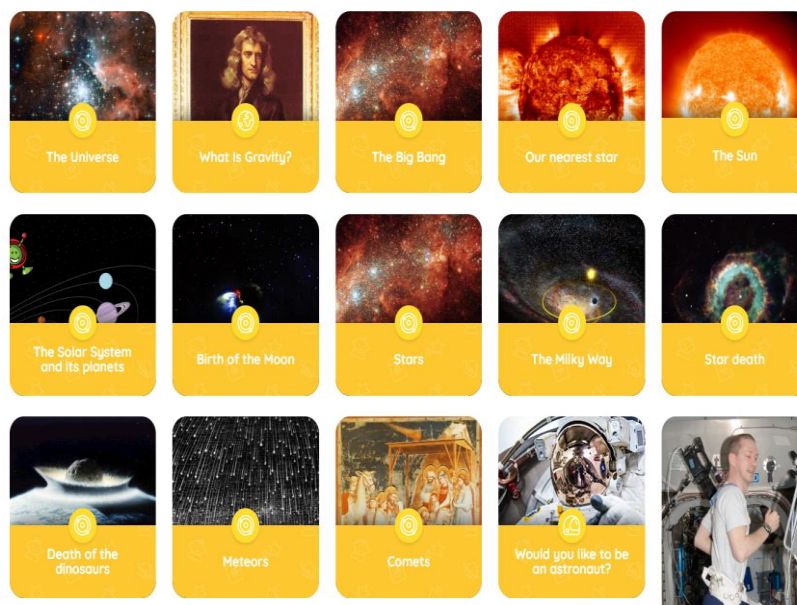 The Universe
What Is Gravity?
The Big Bang
Our nearest star
The Sun
The Solar System
and its planets
Birth of the Moon
Stars
The Milky Way
Star death
Death of the
dinosaurs
Meteors
Comets
Would you like to be
an astronaut?